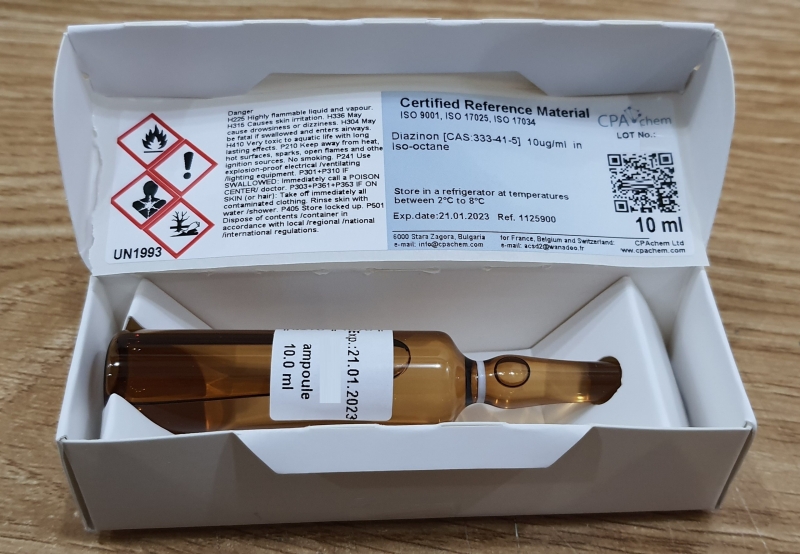 Danger
H225 Highly flammable liquid and vapour.
H315 Causes skin irritation. H336 May
cause drowsiness or dizziness. H304 May
be fatal if swallowed and enters airways.
H410 Very toxic to aquatic life with long
lasting effects. P210 Keep away from heat,
hot surfaces, sparks, open flames and othe
ignition sources. No smoking. P241 Use
explosion-proof electrical /ventilating
/lighting equipment. P301+P310 IF
SWALLOWED: Immediately call a POISON
CENTER/ doctor. P303+P361+P353 IF ON
SKIN (or hair): Take off immediately all
contaminated clothing. Rinse skin with
water /shower. P405 Store locked up. P501
Dispose of contents /container in
accordance with local /regional /national
/international regulations.
UN1993
Certified Reference Material
ISO 9001, ISO 17025, ISO 17034
CPAchem
LOT No.:
Diazinon [CAS:333-41-5] 10ug/ml in
iso-octane
Store in a refrigerator at temperatures
between 2°C to 8°C
Exp.date:21.01.2023 Ref. 1125900
10 ml
6000 Stara Zagora, Bulgaria
e-mail: info@cpachem.com
for France, Belgium and Switzerland:
e-mail: acsd2@wanadoo.fr
CPAchem Ltd
www.cpachem.com
Exp.:21.01.2023
ampoule
10.0 ml